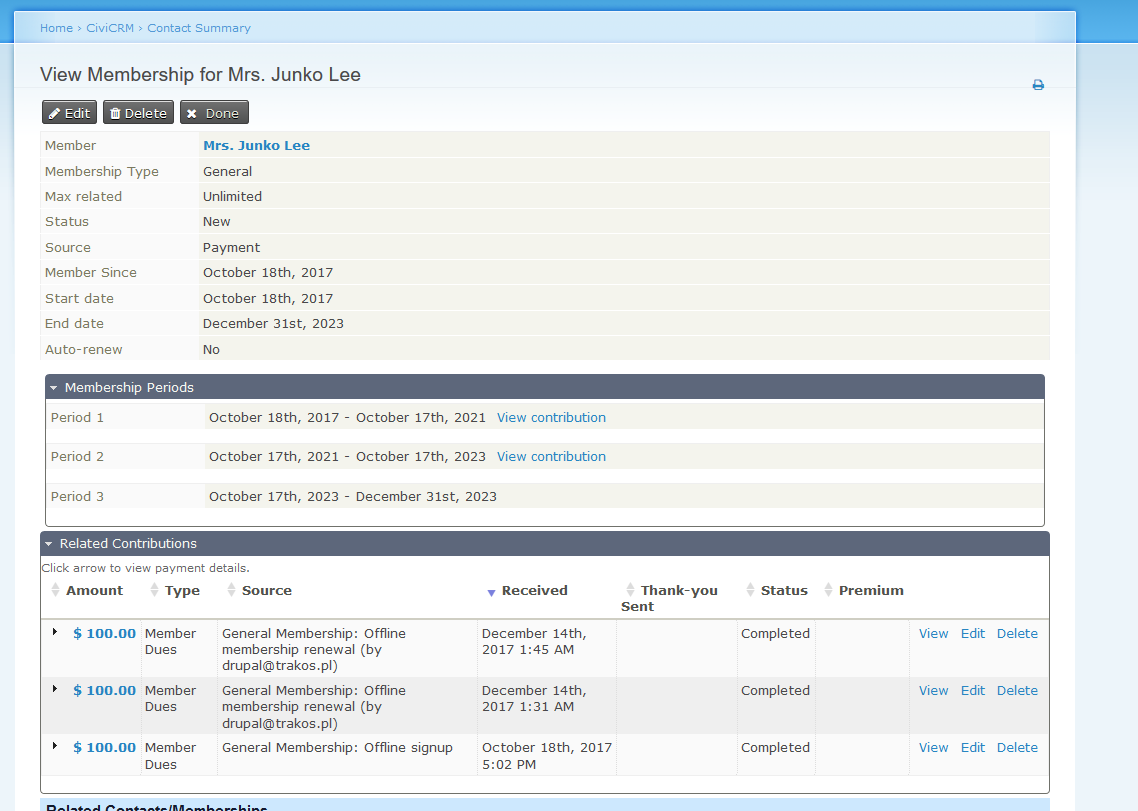 Home › CiviCRM › Contact Summary
View Membership for Mrs. Junko Lee
Edit Delete Done
Member Mrs. Junko Lee
Membership Type General
Max related Unlimited
Status New
Source Payment
Member Since October 18th, 2017
Start date October 18th, 2017
End date December 31st, 2023
Auto-renew No
Membership Periods
Period 1 October 18th, 2017 - October 17th, 2021 View contribution
Period 2 October 17th, 2021 - October 17th, 2023 View contribution
Period 3 October 17th, 2023 - December 31st, 2023
Related Contributions
Click arrow to view payment details.
Amount Type Source Received Thank-you Status Premium
Sent
$ 100.00 Member General Membership: Offline December 14th, Completed View Edit Delete
Dues membership renewal (by 2017 1:45 AM
drupal@trakos.pl)
$ 100.00 Member General Membership: Offline December 14th, Completed View Edit Delete
Dues membership renewal (by 2017 1:31 AM
drupal@trakos.pl)
$ 100.00 Member General Membership: Offline signup October 18th, 2017 Completed View Edit Delete
Dues 5:02 PM
Related Contacts/Memberships